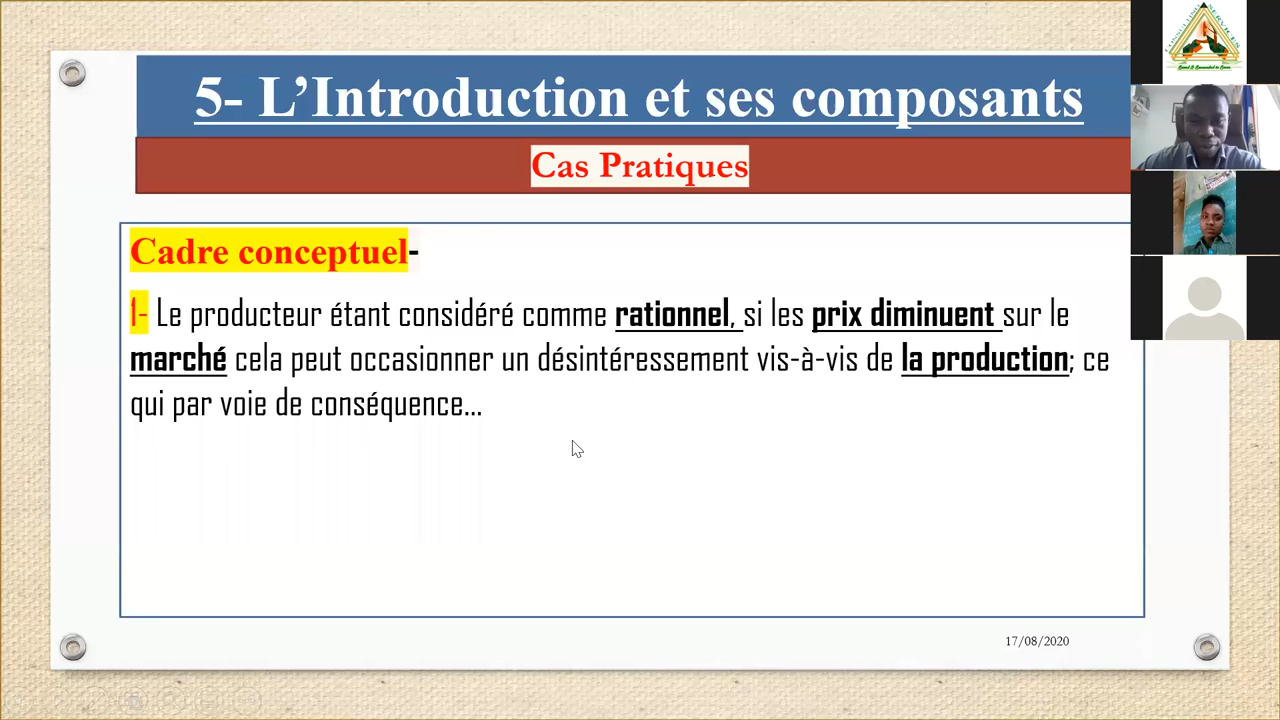 5- L’Introduction et ses composants
Cas Pratiques
Cadre conceptuel-
1- Le producteur étant considéré comme rationnel, si les prix diminuent sur le
marché cela peut occasionner un désintéressement vis-à-vis de la production; ce
qui par voie de conséquence...
17/08/2020